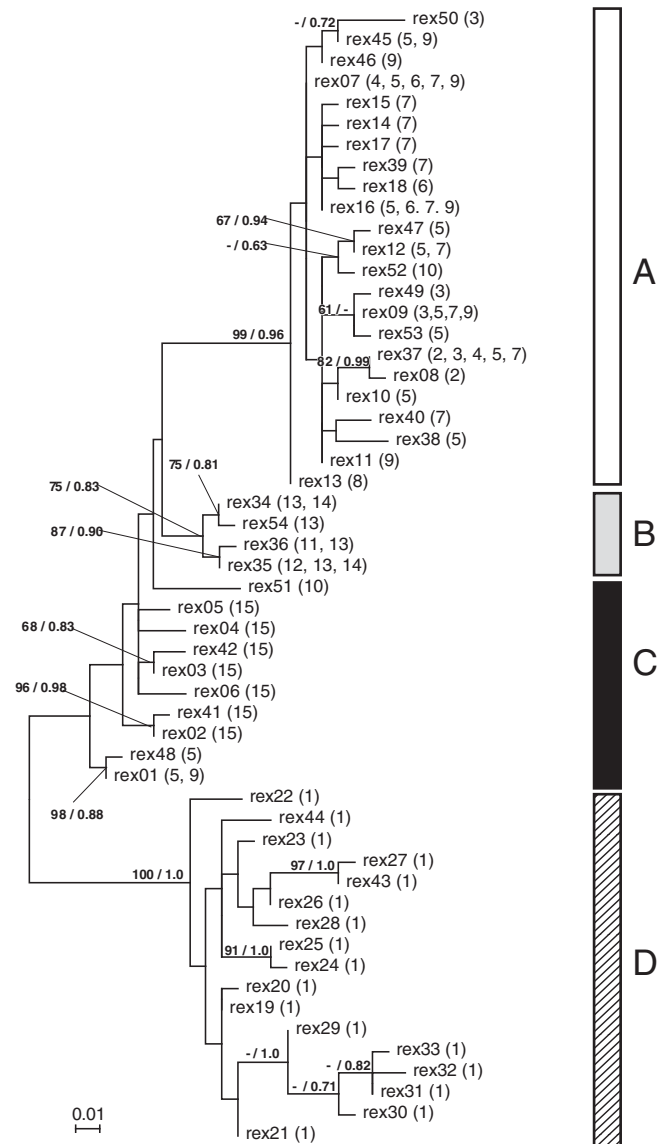 - / 0.72
rex50 (3)
rex45 (5, 9)
rex46 (9)
rex07 (4, 5, 6, 7, 9)
rex15 (7)
rex14 (7)
rex17 (7)
rex39 (7)
rex18 (6)
rex16 (5, 6. 7. 9)
67 / 0.94
rex47 (5)
- / 0.63
rex12 (5, 7)
rex52 (10)
A
rex49 (3)
61 / -
rex09 (3,5,7,9)
rex53 (5)
99 / 0.96
rex37 (2, 3, 4, 5, 7)
82 / 0.99
rex08 (2)
rex10 (5)
rex40 (7)
rex38 (5)
rex11 (9)
75 / 0.81
rex13 (8)
75 / 0.83
rex34 (13, 14)
rex54 (13)
87 / 0.90
rex36 (11, 13)
B
rex35 (12, 13, 14)
rex51 (10)
rex05 (15)
68 / 0.83
rex04 (15)
rex42 (15)
C
rex03 (15)
96 / 0.98
rex06 (15)
rex41 (15)
rex02 (15)
rex48 (5)
rex01 (5, 9)
98 / 0.88
rex22 (1)
rex44 (1)
rex23 (1)
97 / 1.0
rex27 (1)
100 / 1.0
rex43 (1)
rex26 (1)
rex28 (1)
91 / 1.0
rex25 (1)
rex24 (1)
D
rex20 (1)
rex19 (1)
rex29 (1)
- / 1.0
rex33 (1)
- / 0.82
rex32 (1)
- / 0.71
rex31 (1)
rex30 (1)
0.01
rex21 (1)